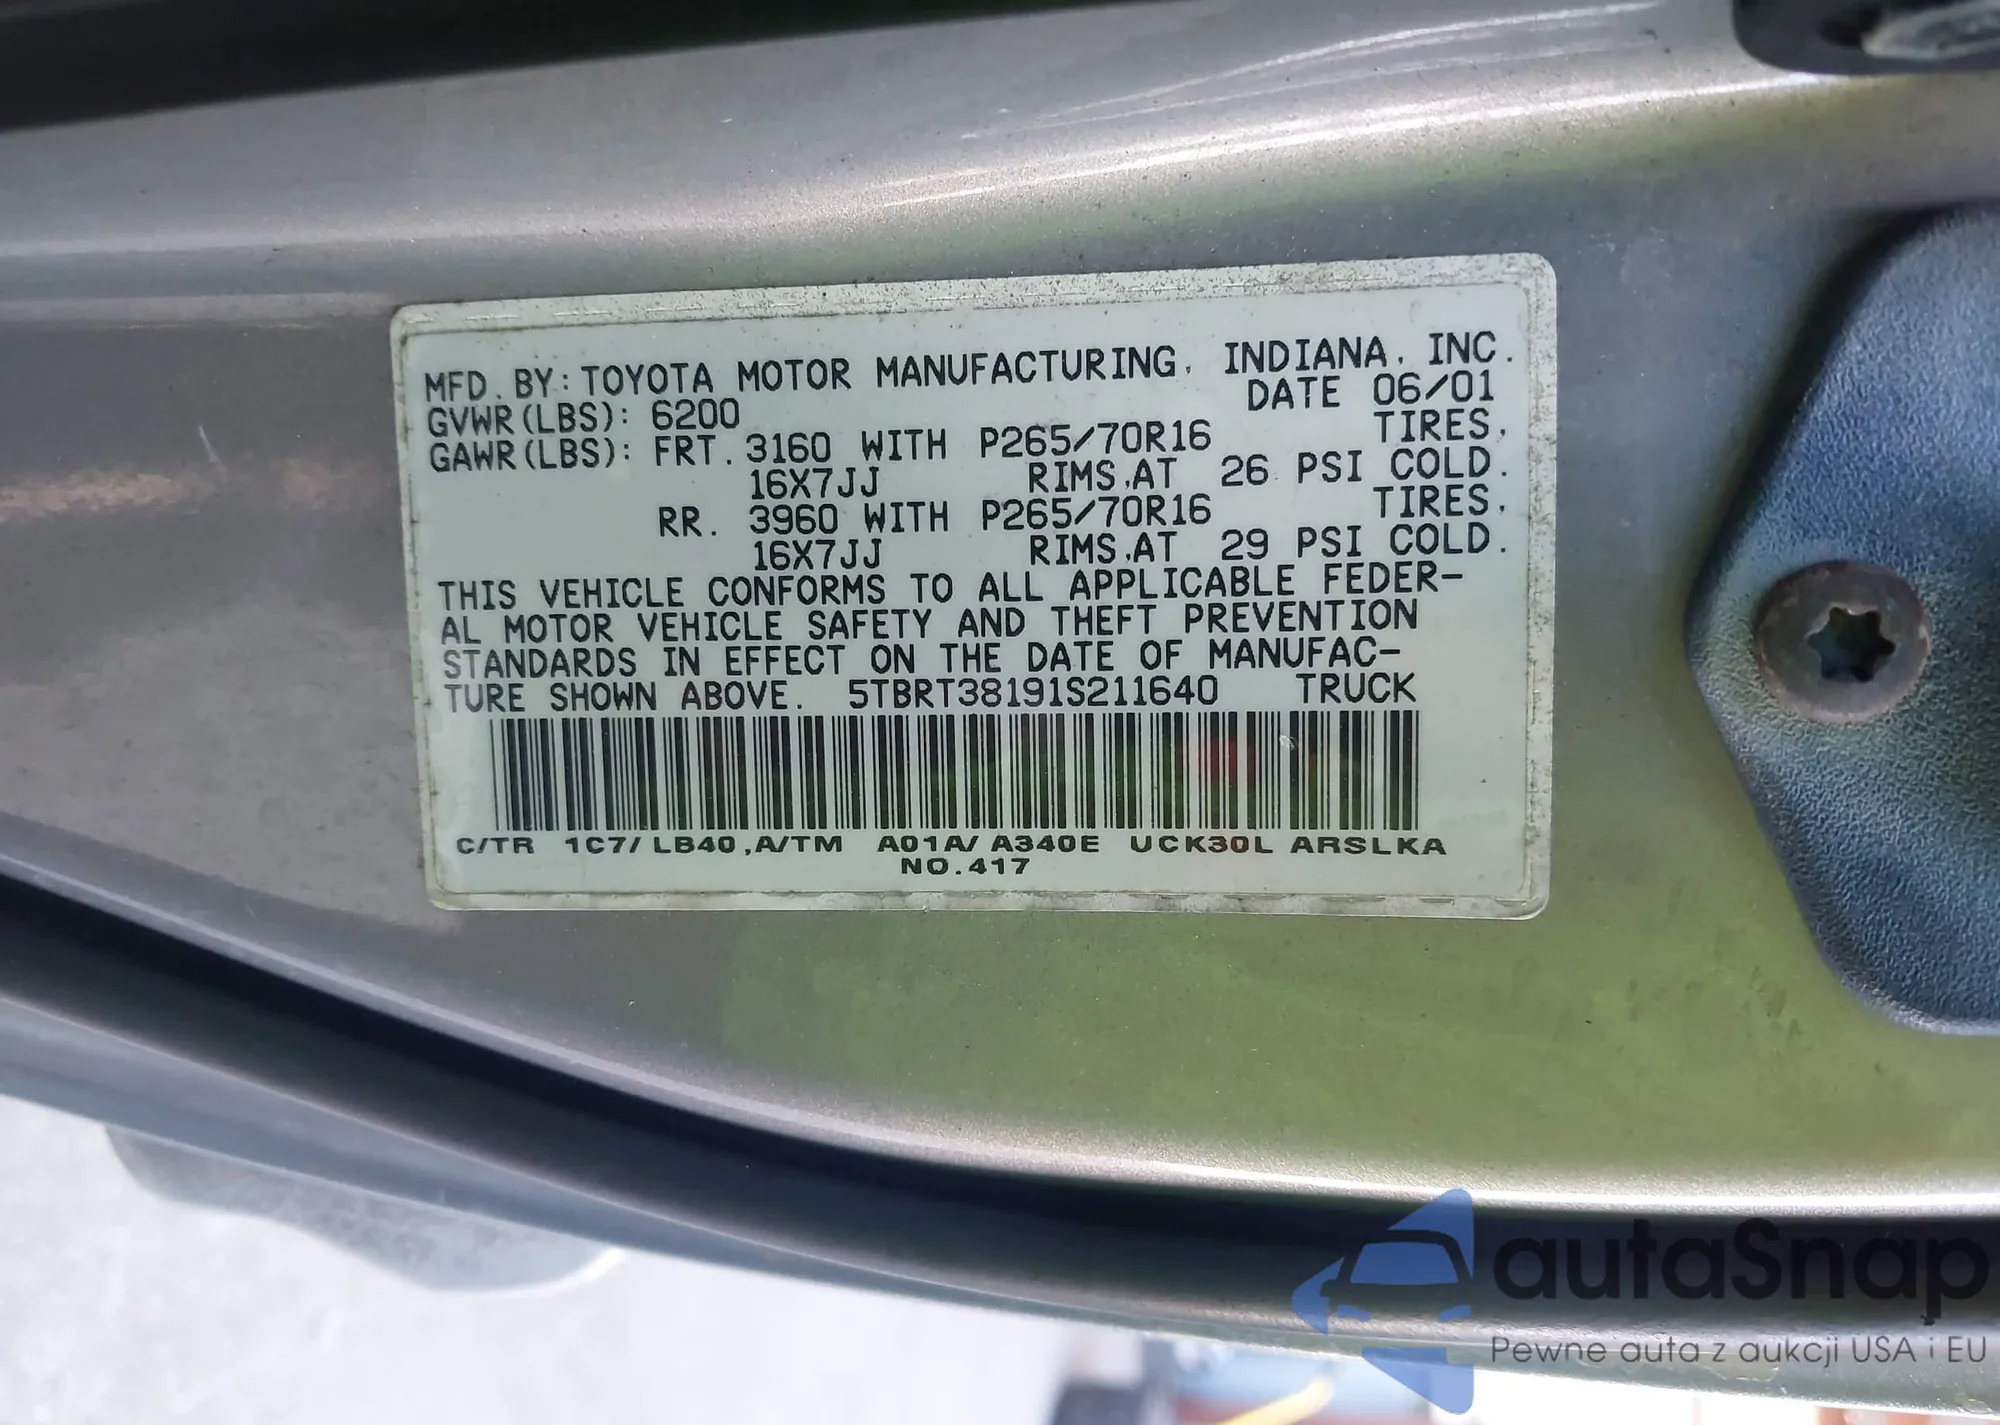 MFD. BY: TOYOTA MOTOR MANUFACTURING, INDIANA, INC.
GVWR(LBS): 6200 DATE 06/01
GAWR(LBS): FRT. 3160 WITH P265/70R16 TIRES,
16X7JJ RIMS,AT 26 PSI COLD.
RR. 3960 WITH P265/70R16 TIRES,
16X7JJ RIMS,AT 29 PSI COLD.
THIS VEHICLE CONFORMS TO ALL APPLICABLE FEDER-
AL MOTOR VEHICLE SAFETY AND THEFT PREVENTION
STANDARDS IN EFFECT ON THE DATE OF MANUFAC-
TURE SHOWN ABOVE. 5TBRT38191S211640 TRUCK
C/TR 1C7/ LB40 ,A/TM A01A/ A340E UCK30L ARSLKA
NO.417
autaSnap
Pewne auta z aukcji USA i EU